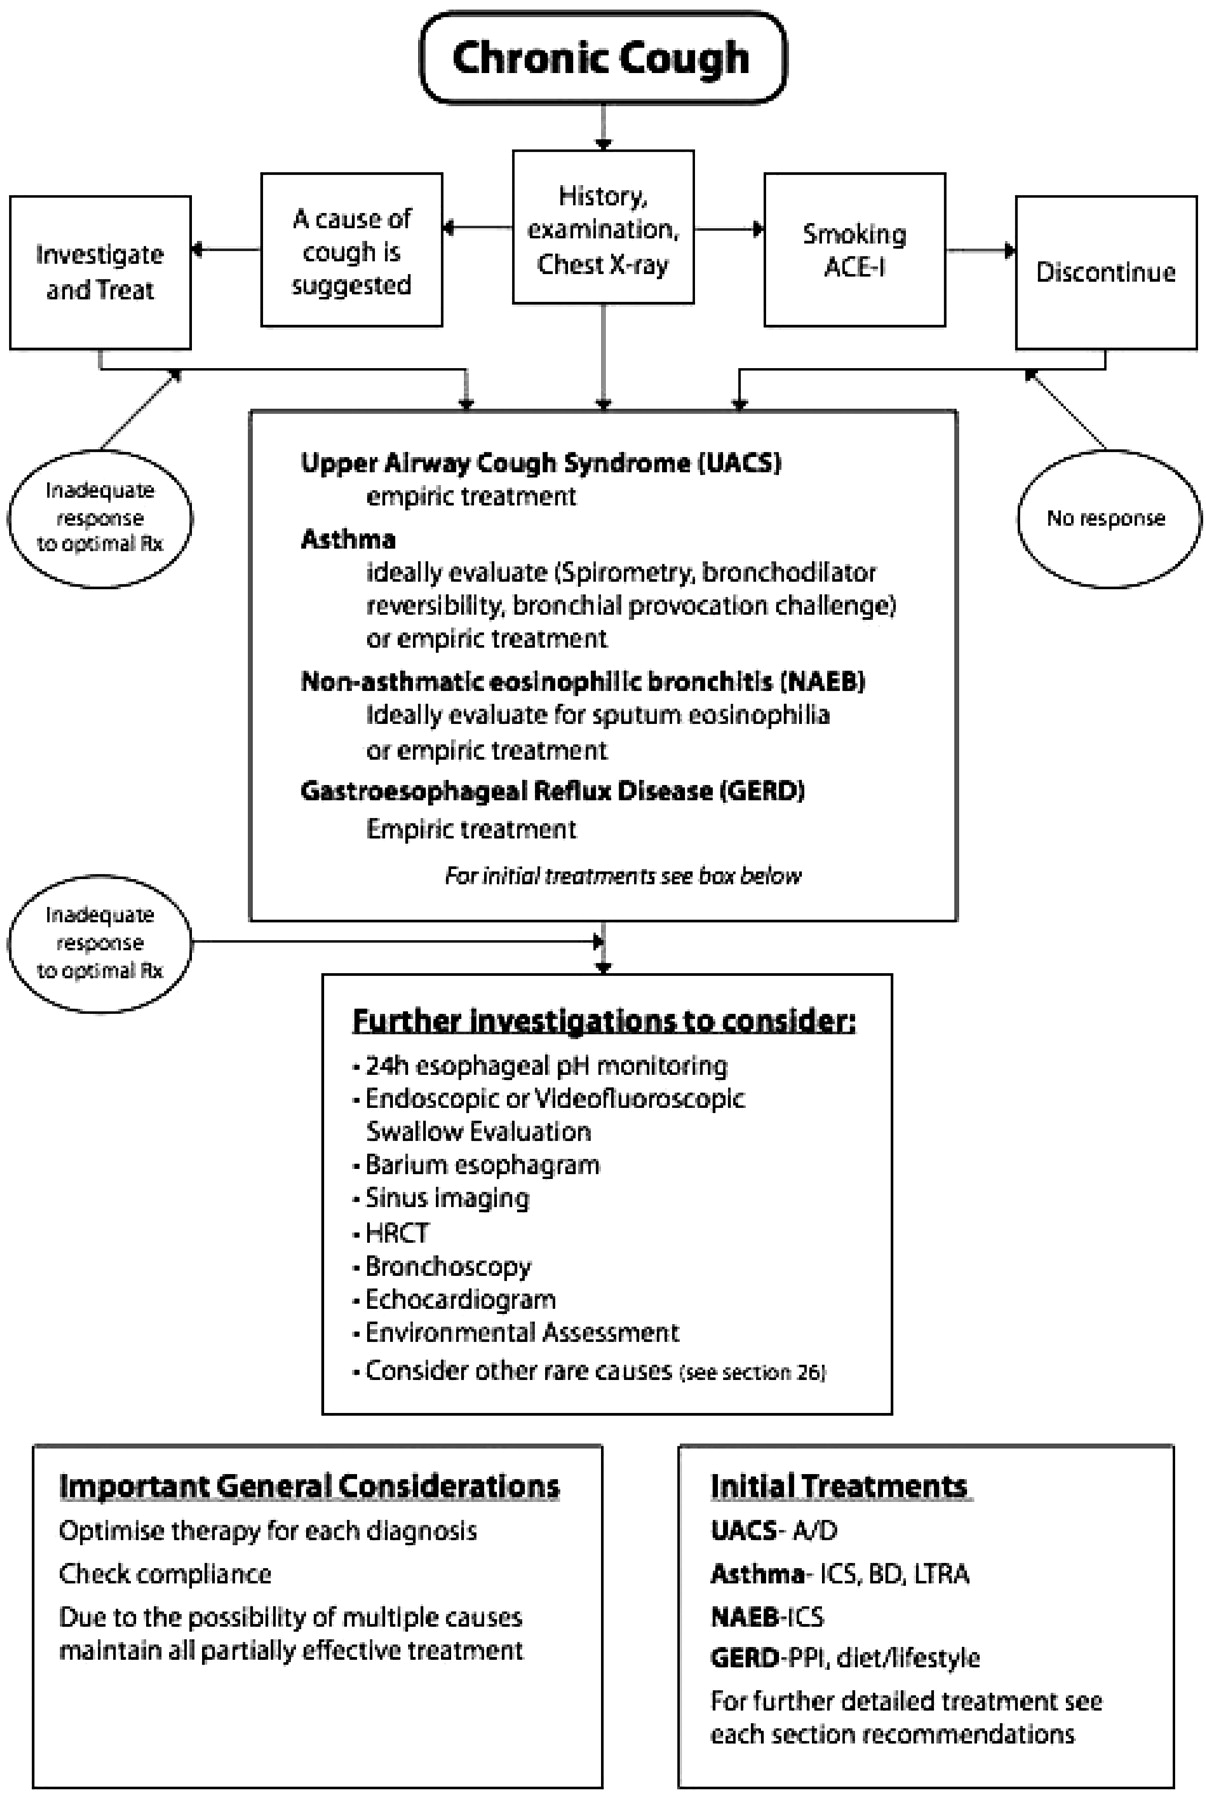 Chronic Cough
Investigate
and Treat
A cause of
cough is
suggested
History,
examination,
Chest X-ray
Smoking
ACE-I
Discontinue
Inadequate
response
to optimal Rx
No response
Upper Airway Cough Syndrome (UACS)
empiric treatment
Asthma
ideally evaluate (Spirometry, bronchodilator
reversibility, bronchial provocation challenge)
or empiric treatment
Non-asthmatic eosinophilic bronchitis (NAEB)
Ideally evaluate for sputum eosinophilia
or empiric treatment
Gastroesophageal Reflux Disease (GERD)
Empiric treatment
For initial treatments see box below
Inadequate
response
to optimal Rx
Further investigations to consider:
- 24h esophageal pH monitoring
- Endoscopic or Videofluoroscopic
Swallow Evaluation
- Barium esophagram
- Sinus imaging
- HRCT
- Bronchoscopy
- Echocardiogram
- Environmental Assessment
- Consider other rare causes (see section 26)
Important General Considerations
Optimise therapy for each diagnosis
Check compliance
Due to the possibility of multiple causes
maintain all partially effective treatment
Initial Treatments
UACS- A/D
Asthma- ICS, BD, LTRA
NAEB-ICS
GERD-PPI, diet/lifestyle
For further detailed treatment see
each section recommendations